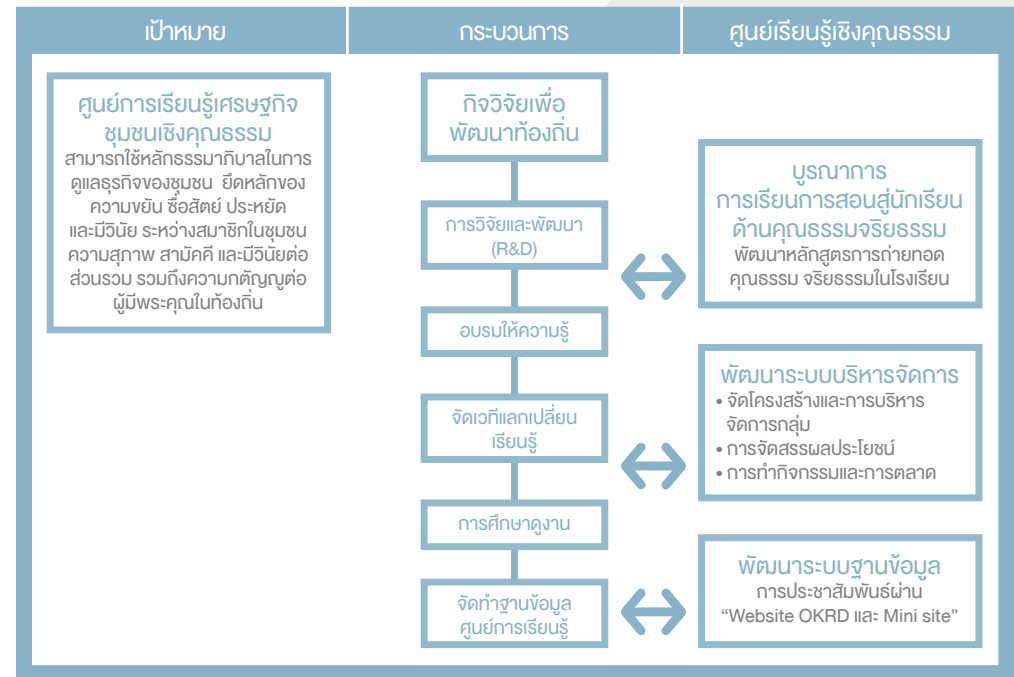 เป้าหมาย
กระบวนการ
ศูนย์เรียนรู้เชิงคุณธรรม
ศูนย์การเรียนรู้เศรษฐกิจ
ชุมชนเชิงคุณธรรม
สามารถใช้หลักธรรมาภิบาลในการ
ดูแลธุรกิจของชุมชน ยึดหลักของ
ความขยัน ซื่อสัตย์ ประหยัด
และมีวินัย ระหว่างสมาชิกในชุมชน
ความสุภาพ สามัคคี และมีวินัยต่อ
ส่วนรวม รวมถึงความกตัญญูต่อ
ผู้มีพระคุณในท้องถิ่น
กิจวิจัยเพื่อ
พัฒนาท้องถิ่น
การวิจัยและพัฒนา
(R&D)
อบรมให้ความรู้
จัดเวทีแลกเปลี่ยน
เรียนรู้
การศึกษาดูงาน
จัดทำฐานข้อมูล
ศูนย์การเรียนรู้
บูรณาการ
การเรียนการสอนสู่นักเรียน
ด้านคุณธรรมจริยธรรม
พัฒนาหลักสูตรการถ่ายทอด
คุณธรรม จริยธรรมในโรงเรียน
พัฒนาระบบบริหารจัดการ
• จัดโครงสร้างและการบริหาร
จัดการกลุ่ม
• การจัดสรรผลประโยชน์
• การทำกิจกรรมและการตลาด
พัฒนาระบบฐานข้อมูล
การประชาสัมพันธ์ผ่าน
“Website OKRD และ Mini site”